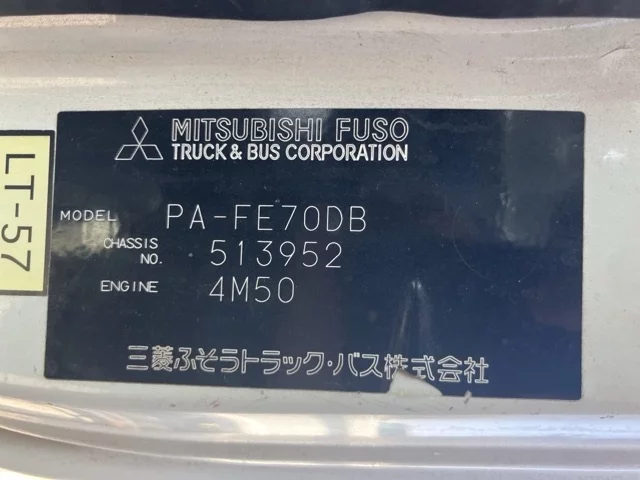 MITSUBISHI FUSO
TRUCK & BUS CORPORATION
LT-57
MODEL PA-FE70DB
CHASSIS NO. 513952
ENGINE 4M50
三菱ふそうトラック・バス株式会社